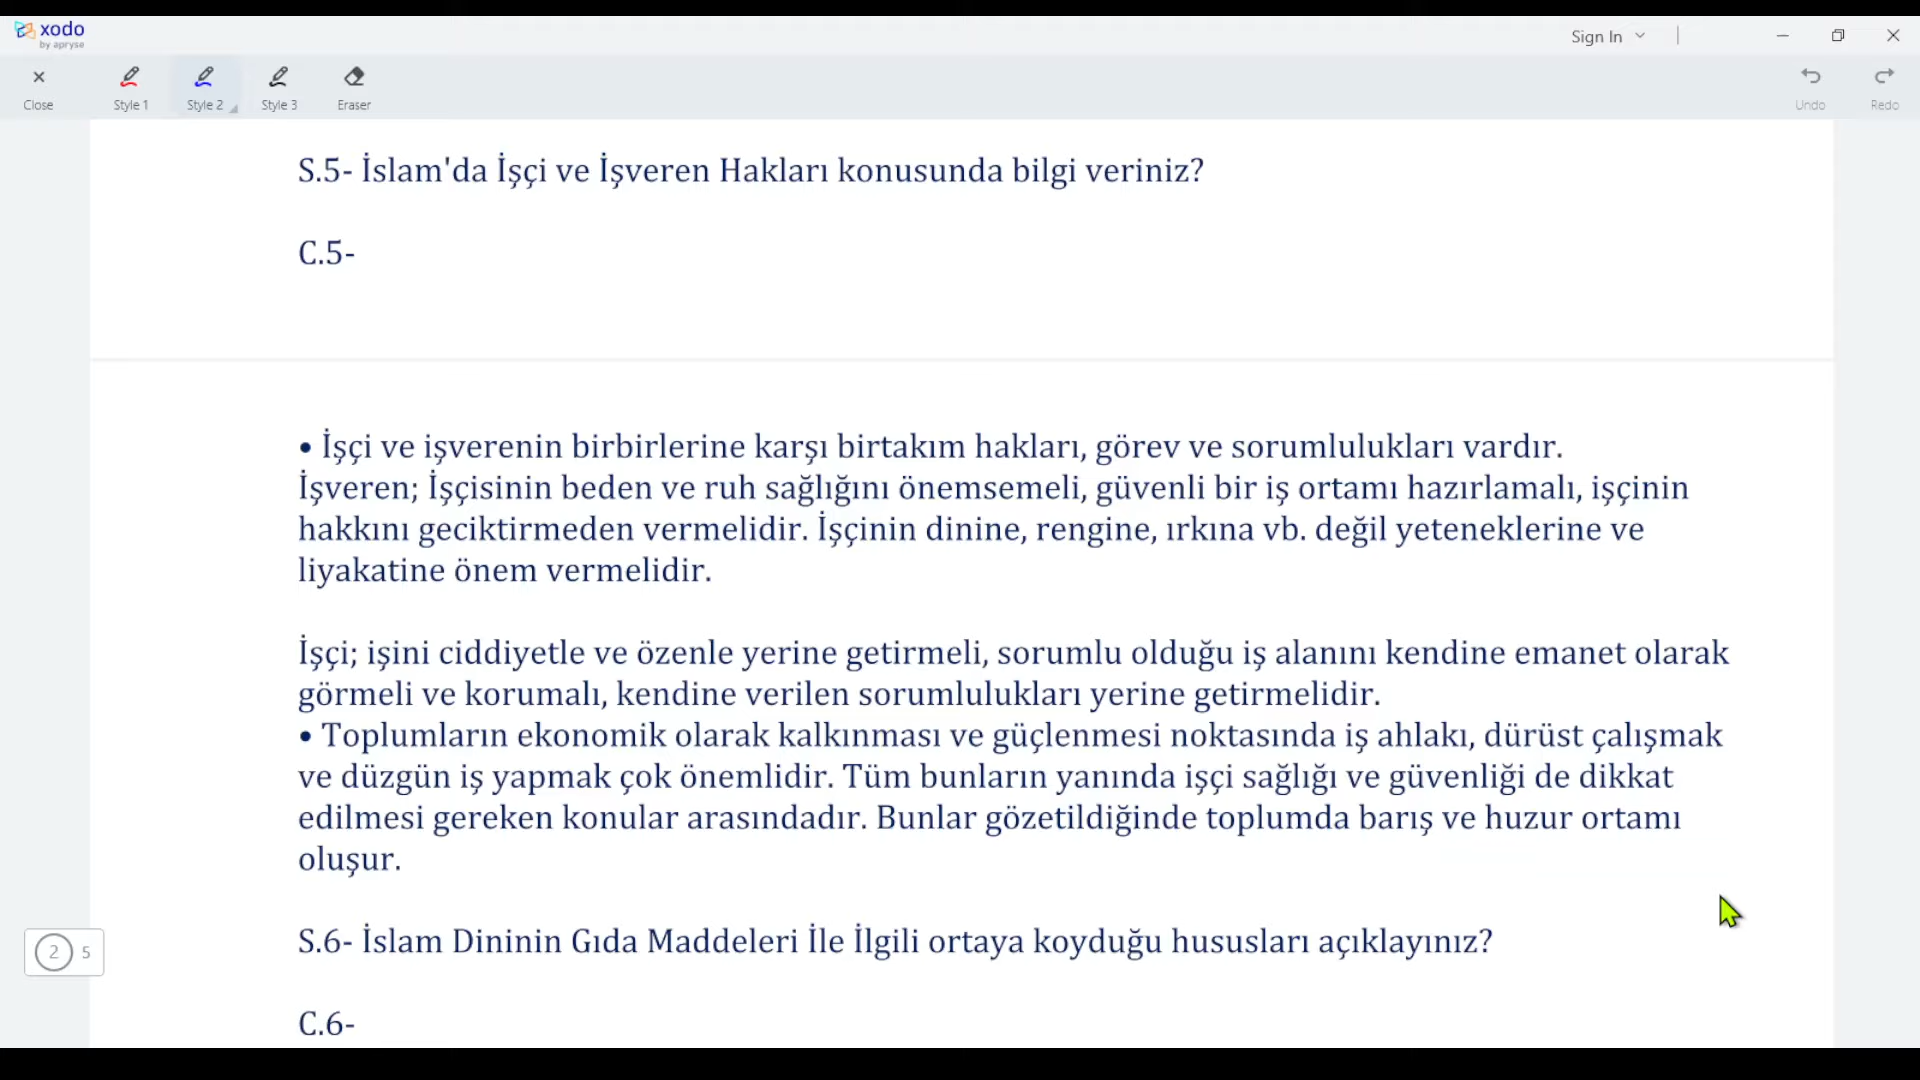 xodo
by apryse
Sign In
Close
Style 1
Style 2
Style 3
Eraser
Undo
Redo
S.5- İslam'da İşçi ve İşveren Hakları konusunda bilgi veriniz?
C.5-
• İşçi ve işverenin birbirlerine karşı birtakım hakları, görev ve sorumlulukları vardır.
İşveren; İşçisinin beden ve ruh sağlığını önemsemeli, güvenli bir iş ortamı hazırlamalı, işçinin
hakkını geciktirmeden vermelidir. İşçinin dinine, rengine, ırkına vb. değil yeteneklerine ve
liyakatine önem vermelidir.
İşçi; işini ciddiyetle ve özenle yerine getirmeli, sorumlu olduğu iş alanını kendine emanet olarak
görmeli ve korumalı, kendine verilen sorumlulukları yerine getirmelidir.
• Toplumların ekonomik olarak kalkınması ve güçlenmesi noktasında iş ahlakı, dürüst çalışmak
ve düzgün iş yapmak çok önemlidir. Tüm bunların yanında işçi sağlığı ve güvenliği de dikkat
edilmesi gereken konular arasındadır. Bunlar gözetildiğinde toplumda barış ve huzur ortamı
oluşur.
S.6- İslam Dininin Gıda Maddeleri İle İlgili ortaya koyduğu hususları açıklayınız?
2 5
C.6-